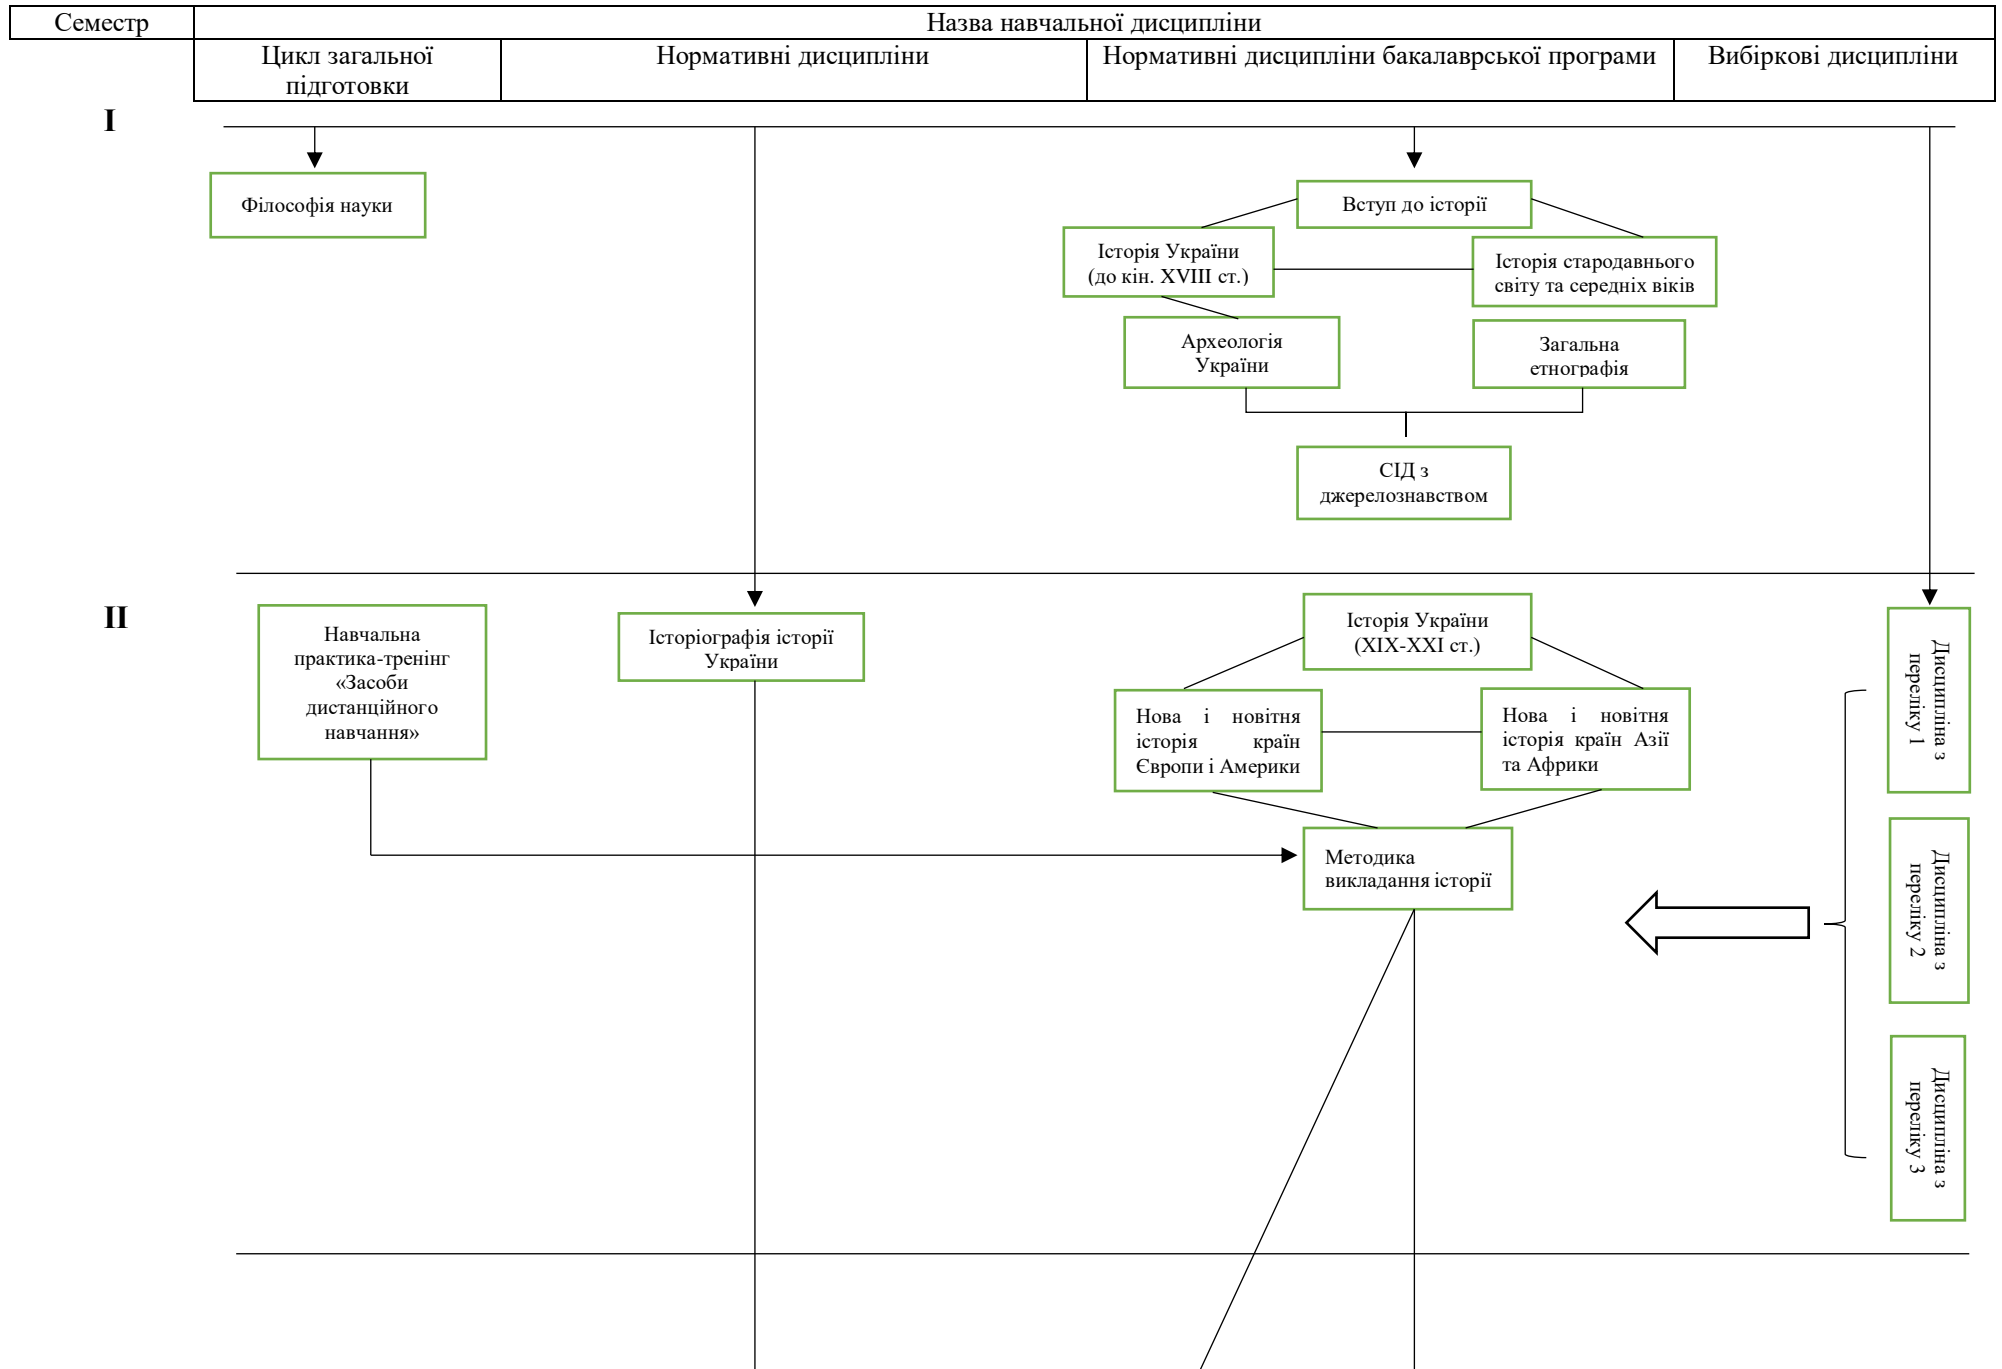 Семестр
Назва навчальної дисципліни
Цикл загальної
підготовки
Нормативні дисципліни
Нормативні дисципліни бакалаврської програми
Вибіркові дисципліни
I
Філософія науки
Вступ до історії
Історія України
(до кін. XVIII ст.)
Історія стародавнього
світу та середніх віків
Археологія
України
Загальна
етнографія
СІД з
джерелознавством
II
Навчальна
практика-тренінг
«Засоби
дистанційного
навчання»
Історіографія історії
України
Історія України
(XIX-XXI ст.)
Нова і новітня
історія країн
Європи і Америки
Нова і новітня
історія країн Азії
та Африки
Методика
викладання історії
Дисципліна з
переліку 1
Дисципліна з
переліку 2
Дисципліна з
переліку 3